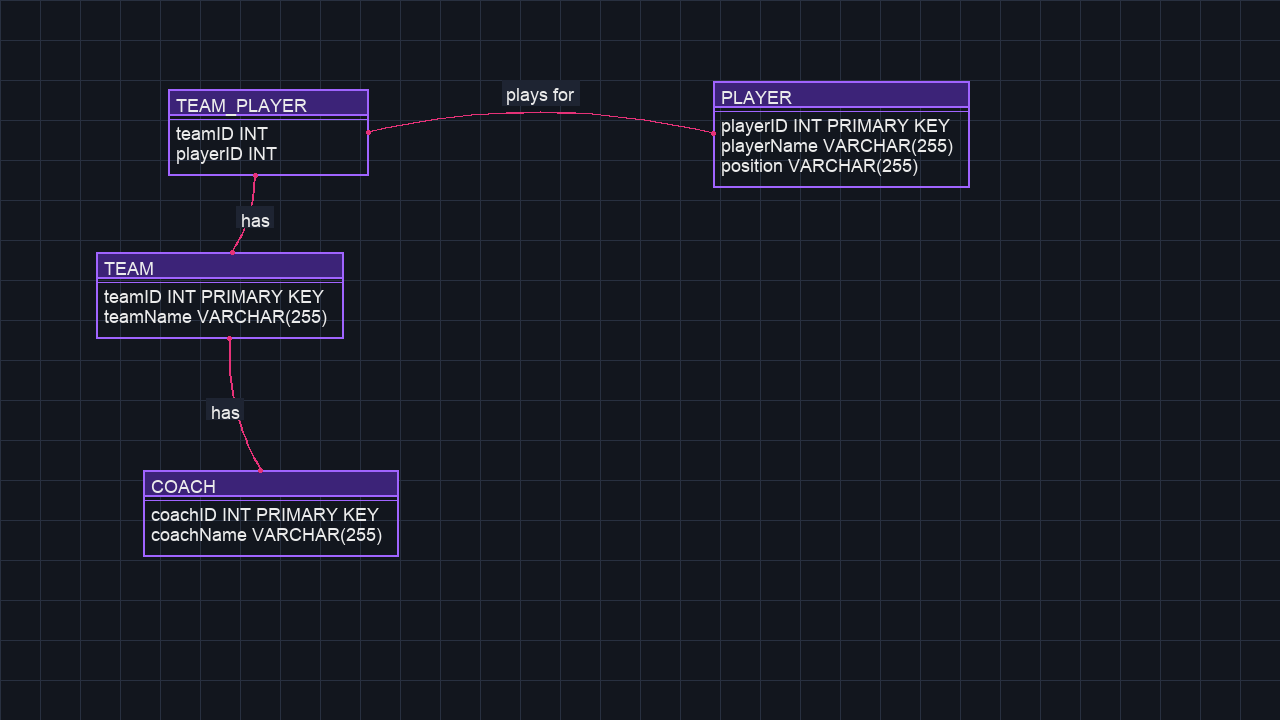 TEAM_PLAYER
teamID INT
playerID INT
plays for
PLAYER
playerID INT PRIMARY KEY
playerName VARCHAR(255)
position VARCHAR(255)
has
TEAM
teamID INT PRIMARY KEY
teamName VARCHAR(255)
has
COACH
coachID INT PRIMARY KEY
coachName VARCHAR(255)